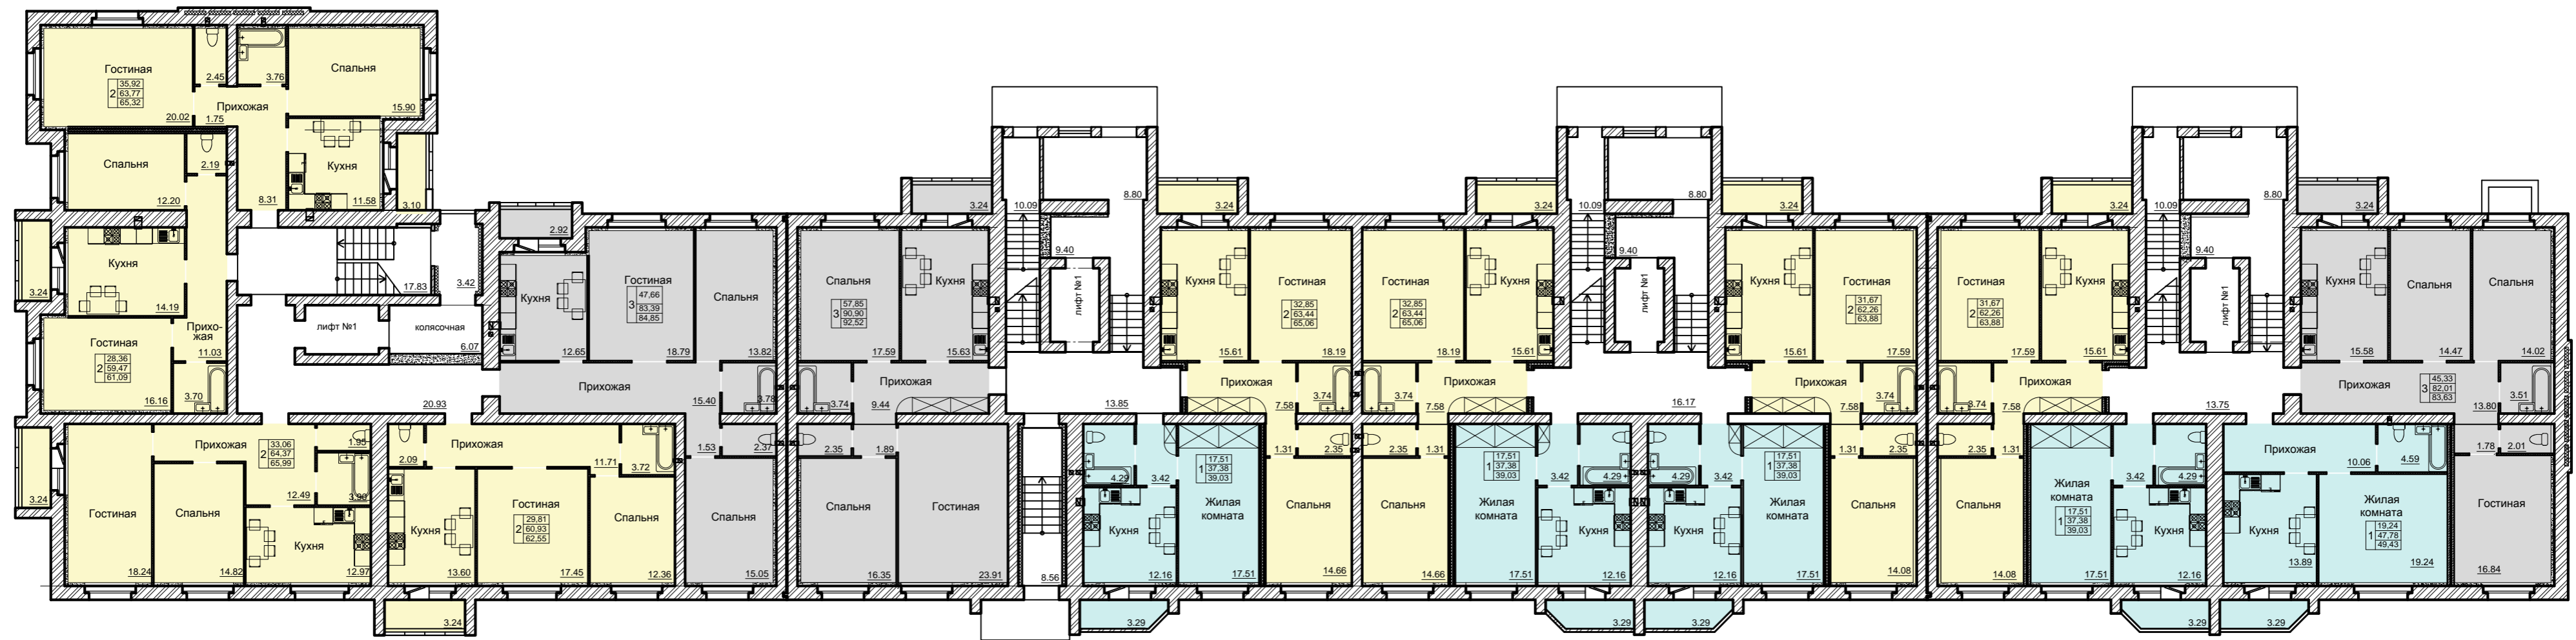 Гостиная
2
35,92
63,77
65,32
20.02
2.45
3.76
Спальня
15.90
Прихожая
1.75
8.31
Кухня
11.58
3.10
Спальня
12.20
2.19
Кухня
14.19
3.24
Прихо-
жая
11.03
Гостиная
2
28,36
59,47
61,09
16.16
3.70
17.83
3.42
лифт №1
колясочная
6.07
20.93
3.24
Прихожая
2
33,06
64,37
65,99
1.95
12.49
3.90
Гостиная
18.24
Спальня
14.82
Кухня
12.97
2.09
Прихожая
11.71
3.72
Кухня
13.60
Гостиная
2
29,81
60,93
62,55
17.45
Спальня
12.36
3.24
2.92
Кухня
12.65
Гостиная
3
47,66
83,39
84,85
18.79
Спальня
13.82
Прихожая
15.40
3.78
1.53
2.37
Спальня
15.05
3.24
Спальня
3
57,85
90,90
92,52
17.59
Кухня
15.63
3.74
Прихожая
9.44
2.35
1.89
Спальня
16.35
Гостиная
23.91
10.09
8.80
9.40
лифт №1
13.85
8.56
3.24
Кухня
15.61
Гостиная
2
32,85
63,44
65,06
18.19
Прихожая
7.58
3.74
1.31
2.35
Спальня
14.66
4.29
3.42
1
17,51
37,38
39,03
Кухня
12.16
Жилая
комната
17.51
3.29
3.24
Гостиная
2
32,85
63,44
65,06
18.19
Кухня
15.61
3.74
Прихожая
7.58
2.35
1.31
Спальня
14.66
1
17,51
37,38
39,03
Жилая
комната
17.51
3.42
4.29
Кухня
12.16
3.29
10.09
8.80
9.40
лифт №1
16.17
4.29
3.42
1
17,51
37,38
39,03
Кухня
12.16
Жилая
комната
17.51
3.29
3.24
Кухня
15.61
Гостиная
2
31,67
62,26
63,88
17.59
Прихожая
7.58
3.74
1.31
2.35
Спальня
14.08
3.24
Гостиная
2
31,67
62,26
63,88
17.59
Кухня
15.61
3.74
Прихожая
7.58
2.35
1.31
Спальня
14.08
Жилая
комната
1
17,51
37,38
39,03
17.51
3.42
4.29
Кухня
12.16
3.29
10.09
8.80
9.40
лифт №1
13.75
Прихожая
10.06
4.59
Кухня
13.89
Жилая
комната
1
19,24
47,78
49,43
19.24
3.29
3.24
Кухня
15.58
Спальня
14.47
Спальня
14.02
Прихожая
3
45,33
82,01
83,63
13.80
3.51
1.78
2.01
Гостиная
16.84